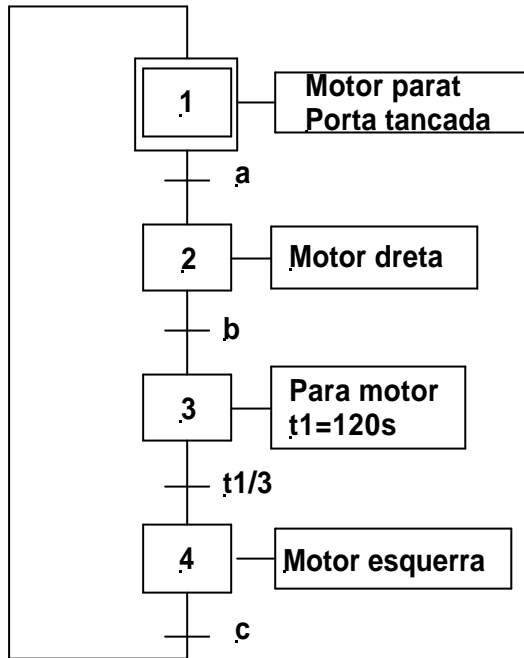 1
Motor parat
Porta tancada
a
2
Motor dreta
b
3
Para motor
t1=120s
t1/3
4
Motor esquerra
c